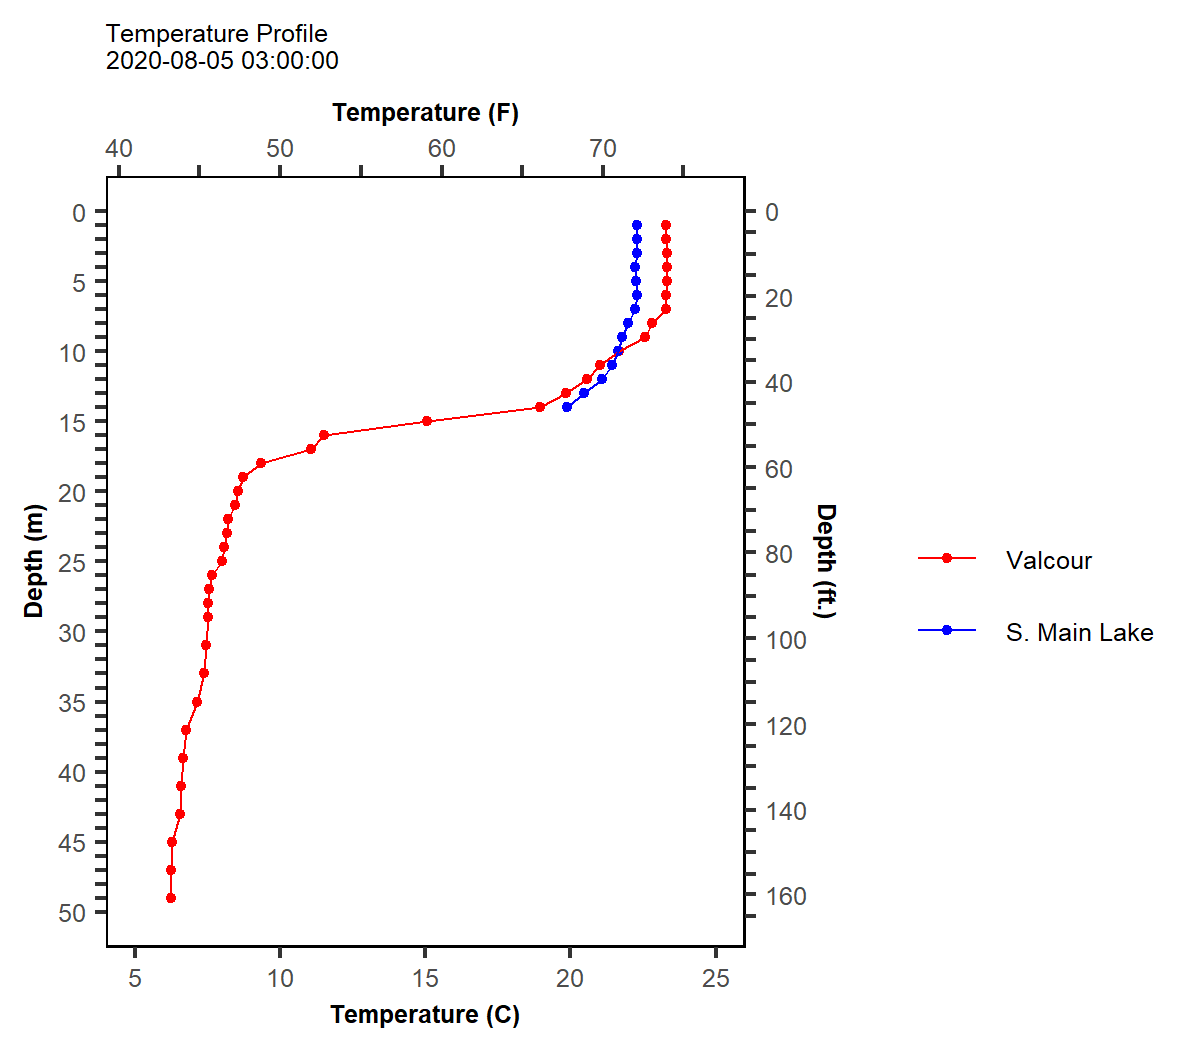 Temperature Profile
2020-08-05 03:00:00
Temperature (F)
40 50 60 70
0
5
10
15
20
25
30
35
40
45
50
Depth (m)
0
20
40
60
80
100
120
140
160
Depth (ft.)
Valcour
S. Main Lake
5 10 15 20 25
Temperature (C)